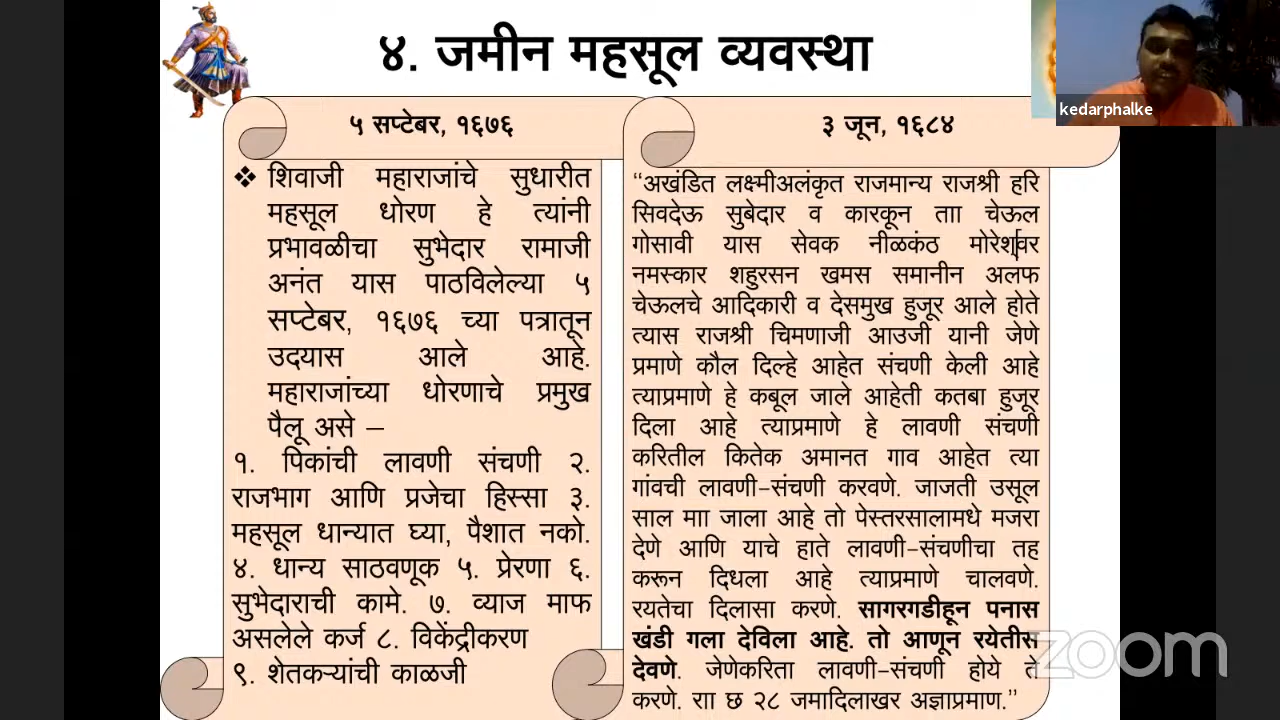 ४. जमीन महसूल व्यवस्था
kedarphalke
५ सप्टेबर, १६७६
❖ शिवाजी महाराजांचे सुधारीत
महसूल धोरण हे त्यांनी
प्रभावळीचा सुभेदार रामाजी
अनंत यास पाठविलेल्या ५
सप्टेबर, १६७६ च्या पत्रातून
उदयास आले आहे.
महाराजांच्या धोरणाचे प्रमुख
पैलू असे –
१. पिकांची लावणी संचणी २.
राजभाग आणि प्रजेचा हिस्सा ३.
महसूल धान्यात घ्या, पैशात नको.
४. धान्य साठवणूक ५. प्रेरणा ६.
सुभेदाराची कामे. ७. व्याज माफ
असलेले कर्ज ८. विकेंद्रीकरण
९. शेतकऱ्यांची काळजी
३ जून, १६८४
“अखंडित लक्ष्मीअलंकृत राजमान्य राजश्री हरि
सिवदेऊ सुबेदार व कारकून ताा चेऊल
गोसावी यास सेवक नीळकंठ मोरेश्वर
नमस्कार शहुरसन खमस समानीन अलफ
चेऊलचे आदिकारी व देसमुख हुजूर आले होते
त्यास राजश्री चिमणाजी आउजी यानी जेणे
प्रमाणे कौल दिल्हे आहेत संचणी केली आहे
त्याप्रमाणे हे कबूल जाले आहेती कतबा हुजूर
दिला आहे त्याप्रमाणे हे लावणी संचणी
करितील कितेक अमानत गाव आहेत त्या
गांवची लावणी-संचणी करवणे. जाजती उसूल
साल माा जाला आहे तो पेस्तरसालामधे मजरा
देणे आणि याचे हाते लावणी-संचणीचा तह
करून दिधला आहे त्याप्रमाणे चालवणे.
रयतेचा दिलासा करणे. सागरगडीहून पनास
खंडी गला देविला आहे. तो आणून रयेतीस
देवणे. जेणेकरिता लावणी-संचणी होये ते
करणे. राा छ २८ जमादिलाखर अज्ञाप्रमाण.”
zoom